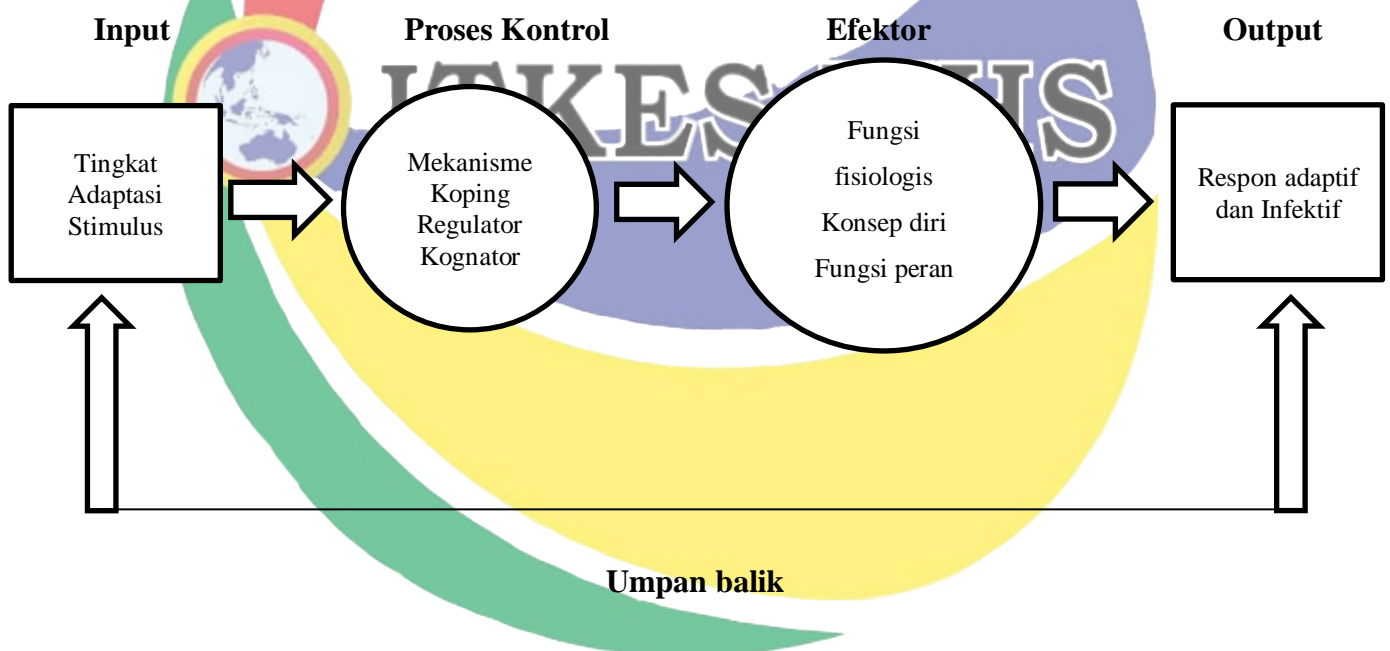 Input
Proses Kontrol
Efektor
Output
ITKES
Tingkat
Adaptasi
Stimulus
Mekanisme
Koping
Regulator
Kognator
Fungsi
fisiologis
Konsep diri
Fungsi peran
Respon adaptif
dan Infektif
Umpan balik